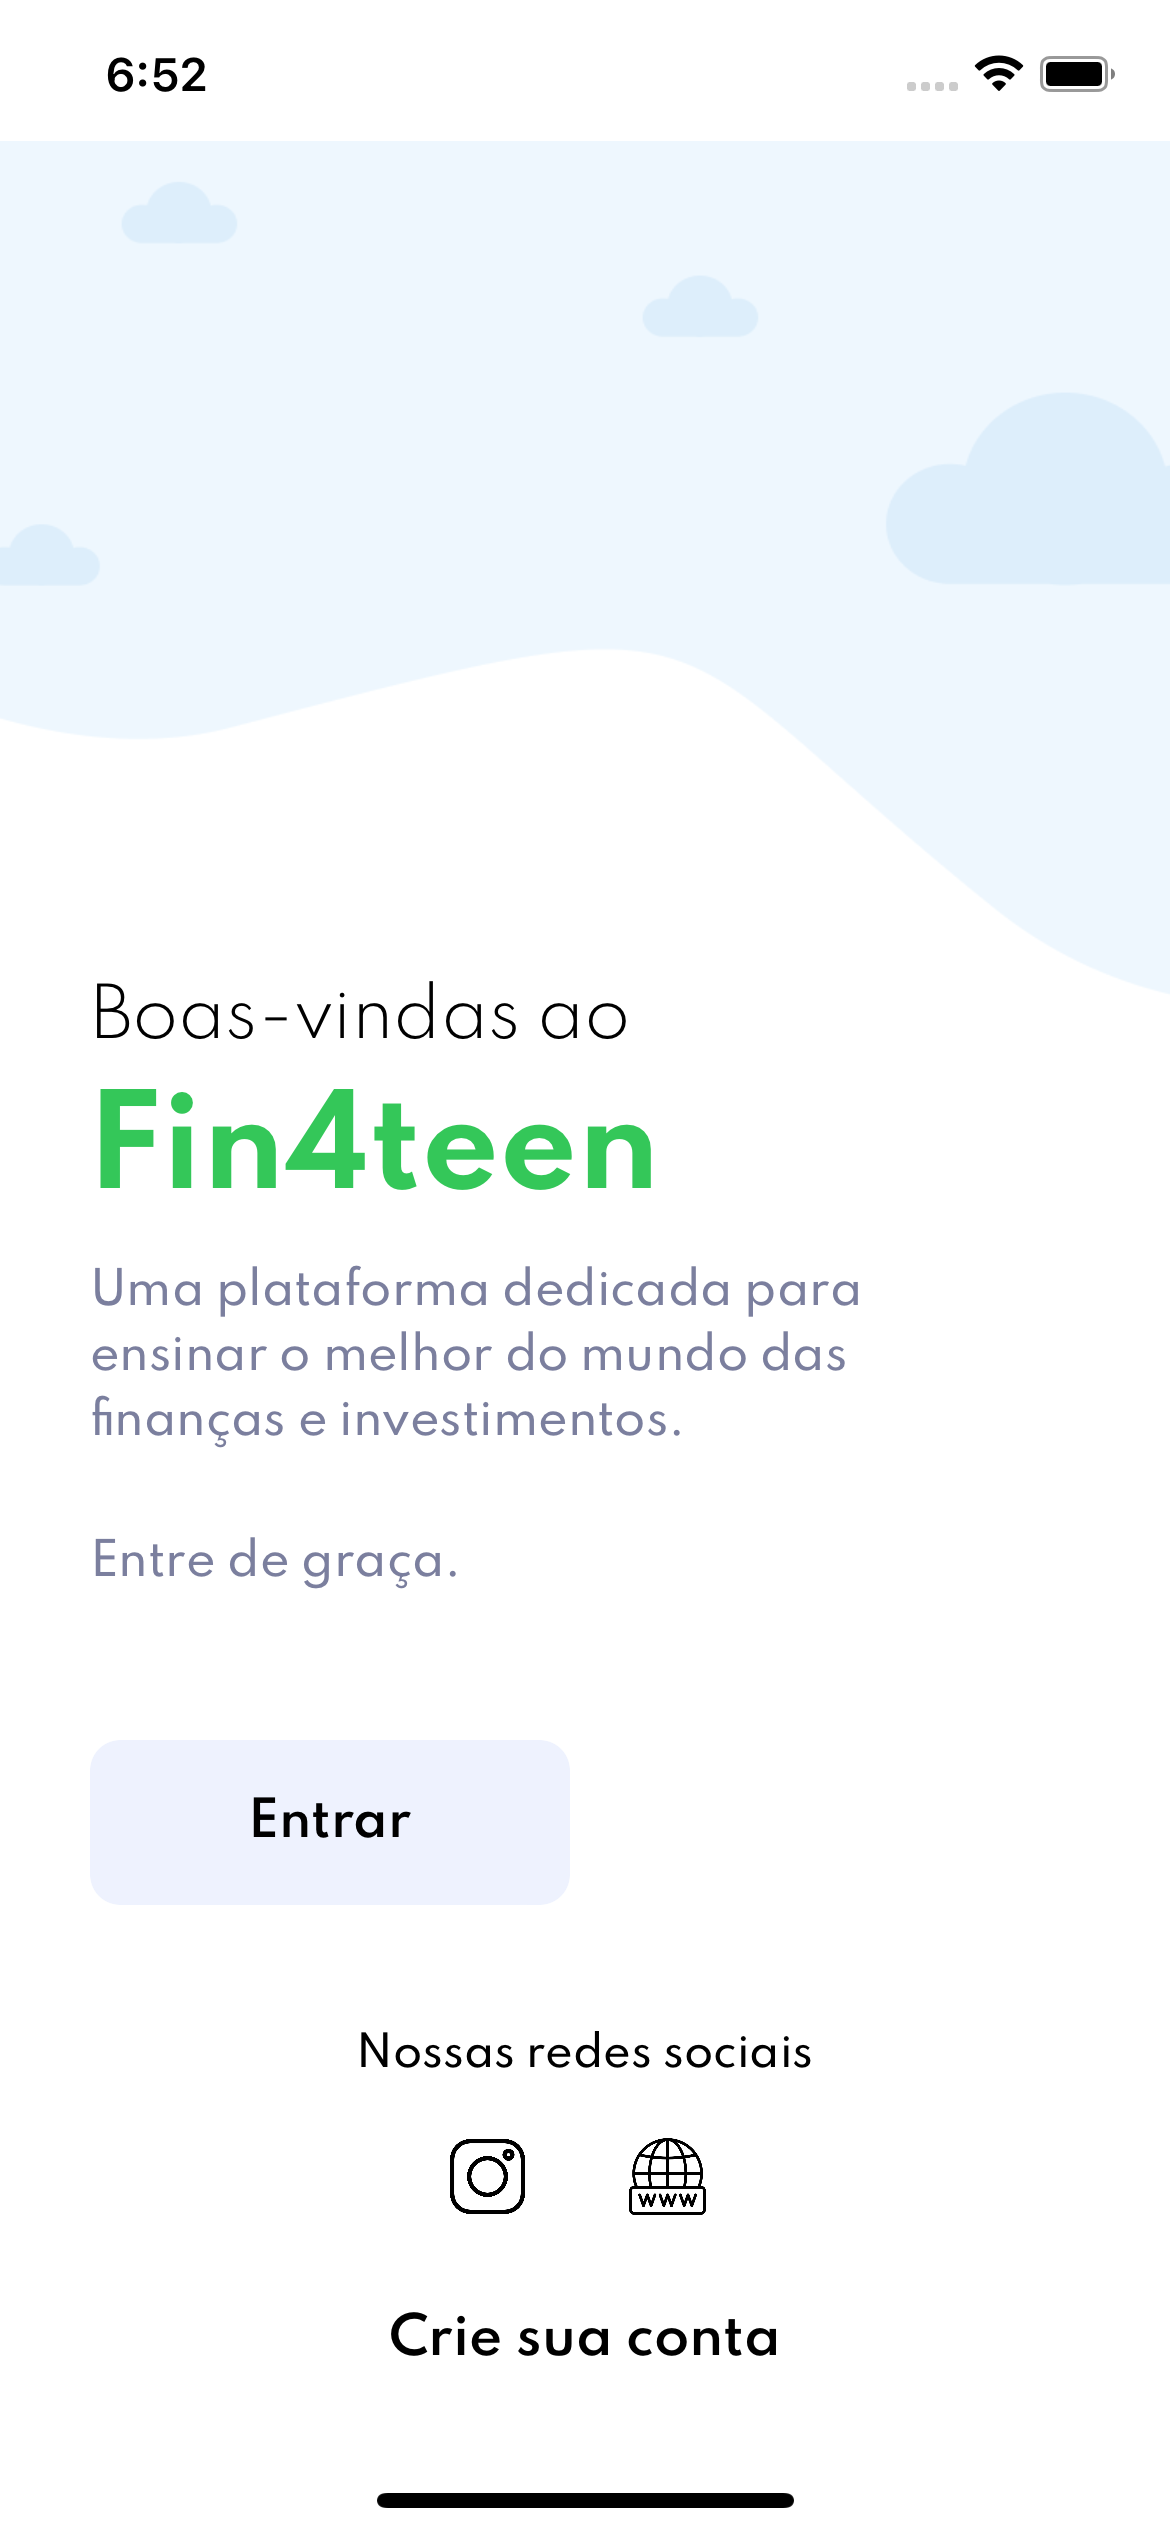 6:52
Boas-vindas ao
Fin4teen
Uma plataforma dedicada para
ensinar o melhor do mundo das
finanças e investimentos.
Entre de graça.
Entrar
Nossas redes sociais
WWW
Crie sua conta